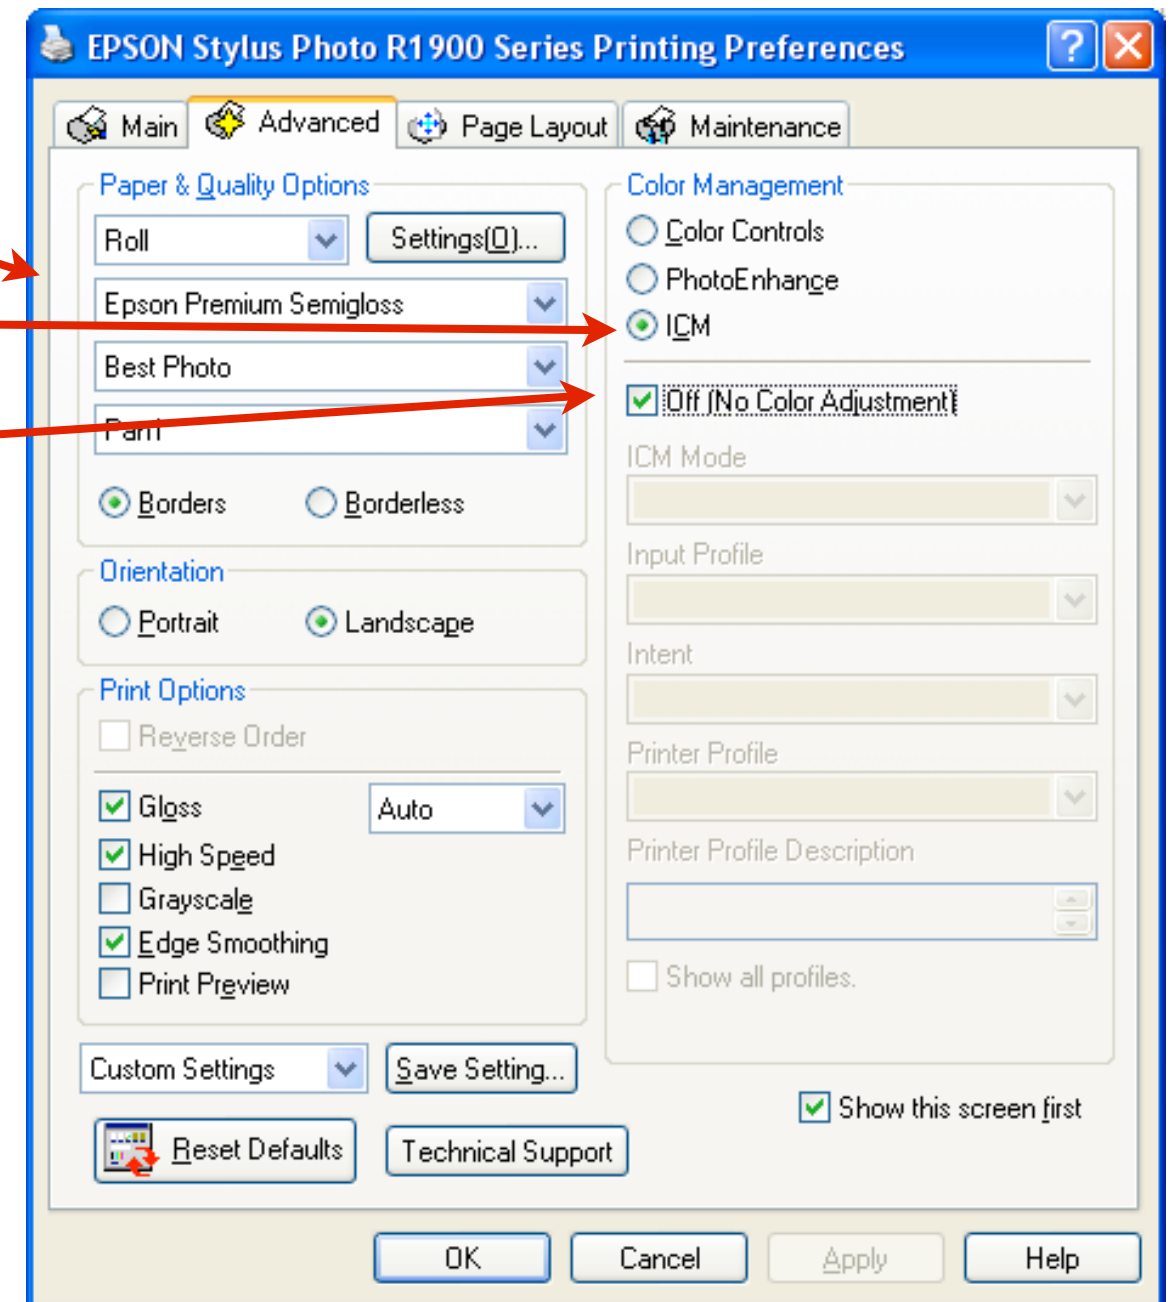 EPSON Stylus Photo R1900 Series Printing Preferences
Main Advanced Page Layout Maintenance
Paper & Quality Options
Roll Settings(O)...
Epson Premium Semigloss
Best Photo
Borders Borderless
Orientation
Portrait Landscape
Print Options
Reverse Order
Gloss Auto
High Speed
Grayscale
Edge Smoothing
Print Preview
Custom Settings Save Setting...
Reset Defaults Technical Support
Color Management
Color Controls
PhotoEnhance
ICM
Off (No Color Adjustment)
ICM Mode
Input Profile
Intent
Printer Profile
Printer Profile Description
Show all profiles.
Show this screen first
OK Cancel Apply Help